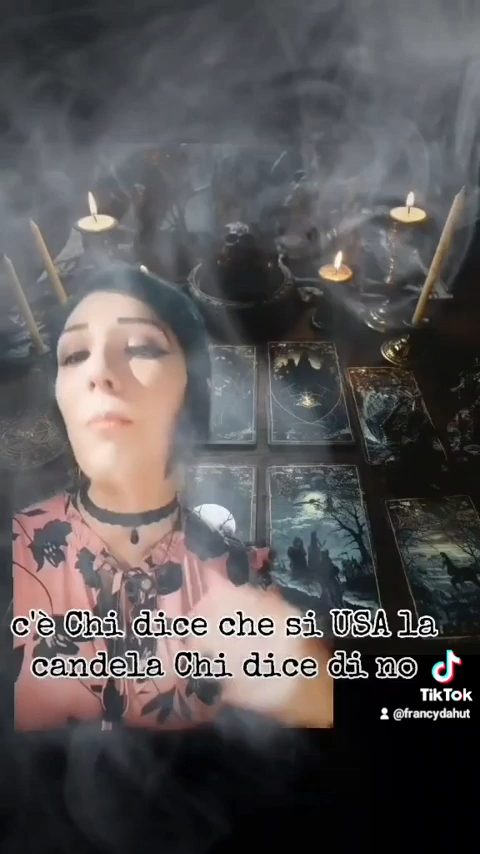 c'è Chi dice che si USA la
candela Chi dice di no
TikTok
@francydahut